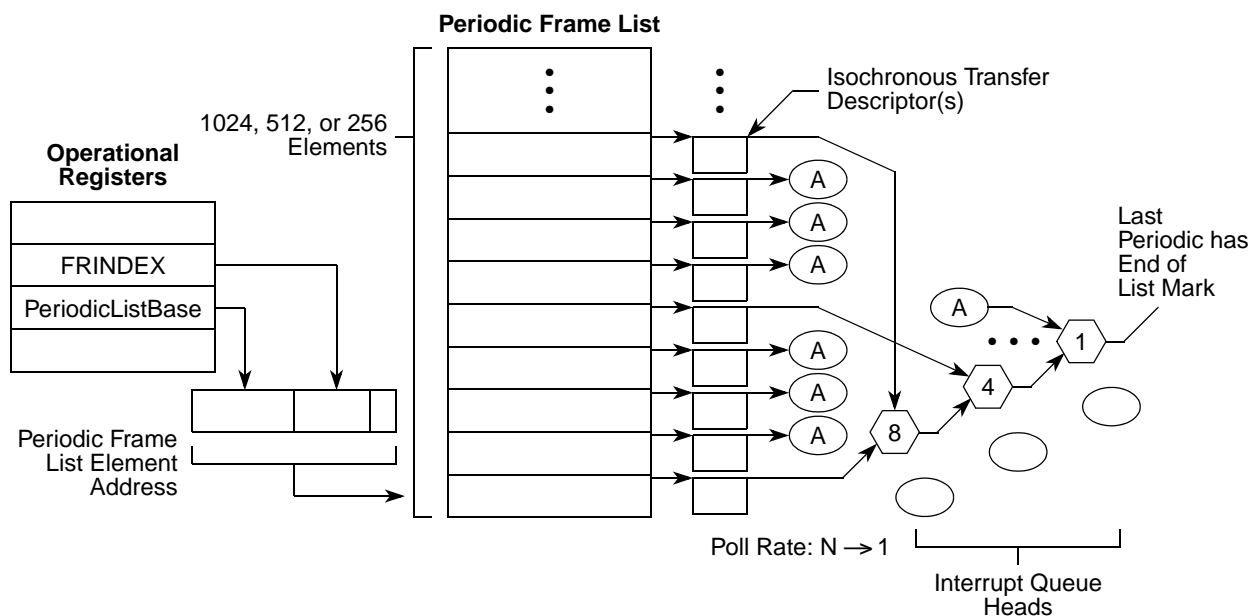 Periodic Frame List
Isochronous Transfer
Descriptor(s)
1024, 512, or 256
Elements
Operational
Registers
FRINDEX
PeriodicListBase
A
A
A
Last
Periodic has
End of
List Mark
A
1
A
A
A
4
8
Periodic Frame
List Element
Address
Poll Rate: N → 1
Interrupt Queue
Heads